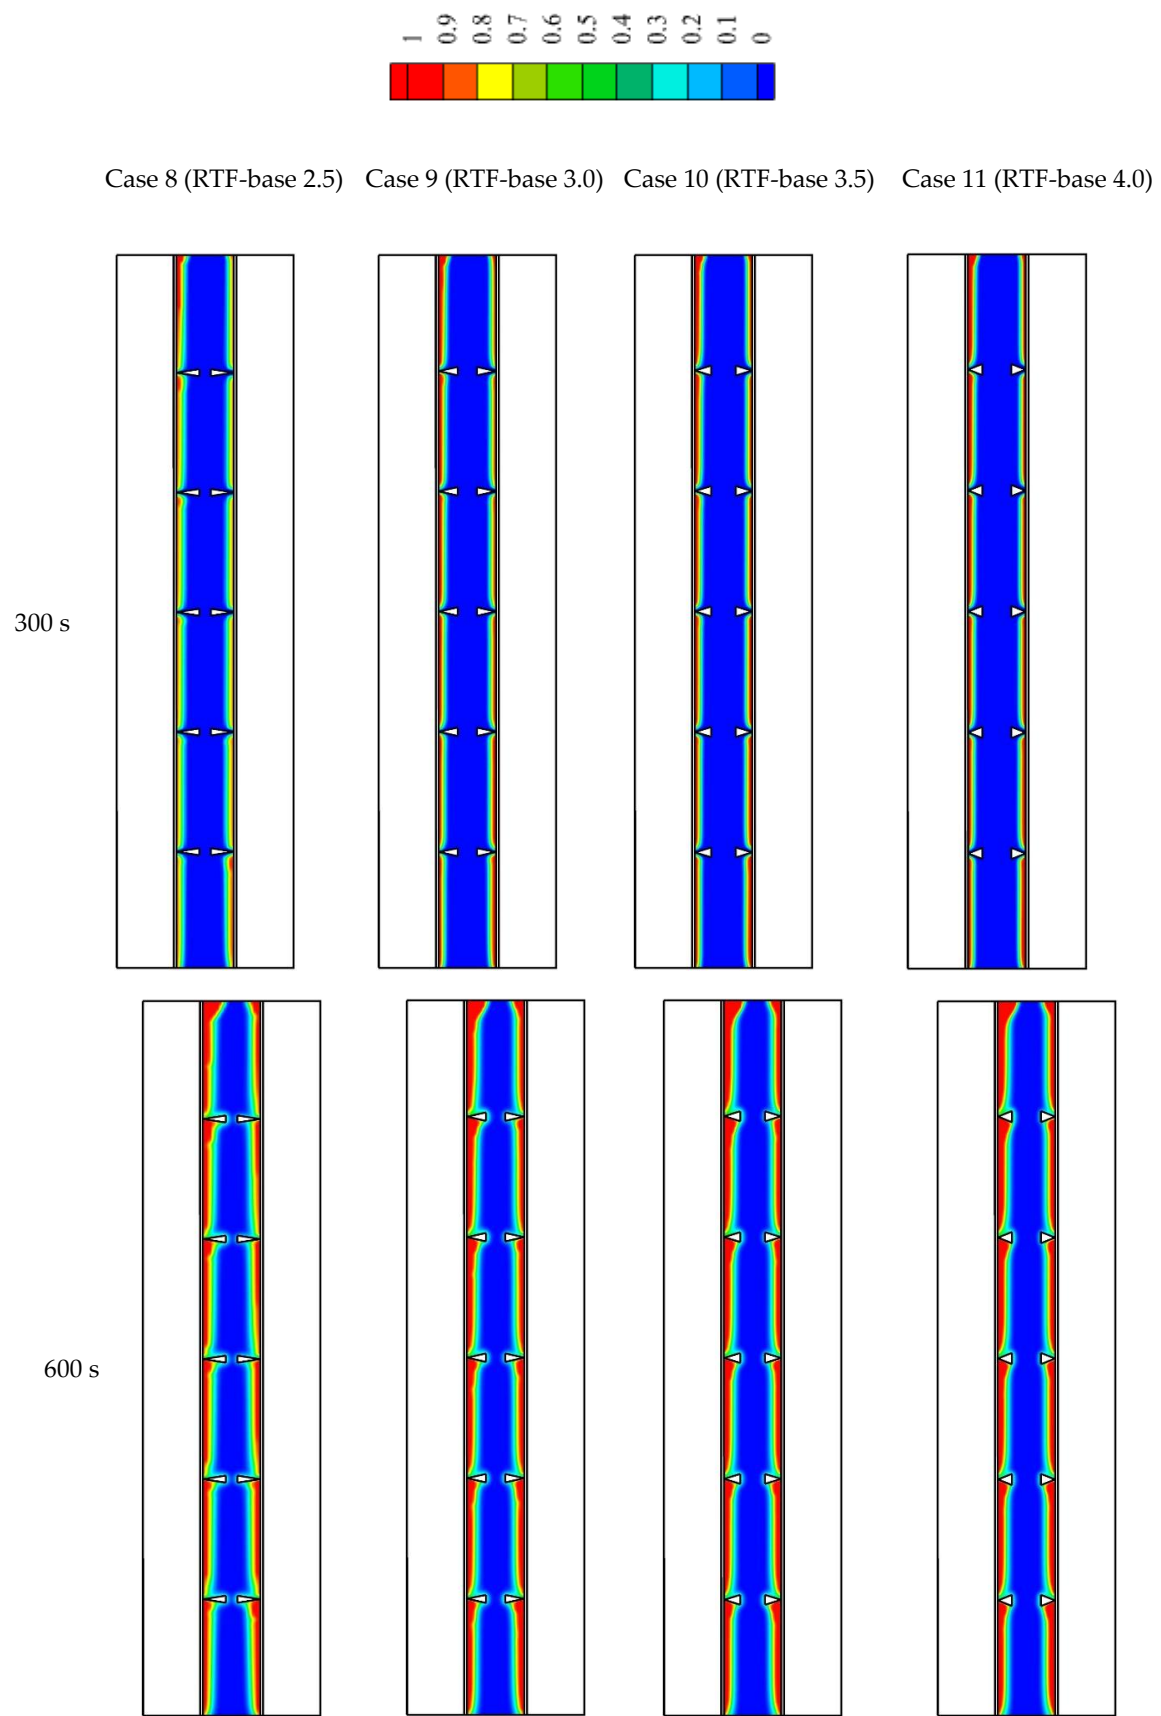 1 0.9 0.8 0.7 0.6 0.5 0.4 0.3 0.2 0.1 0
Case 8 (RTF-base 2.5) Case 9 (RTF-base 3.0) Case 10 (RTF-base 3.5) Case 11 (RTF-base 4.0)
300 s
600 s